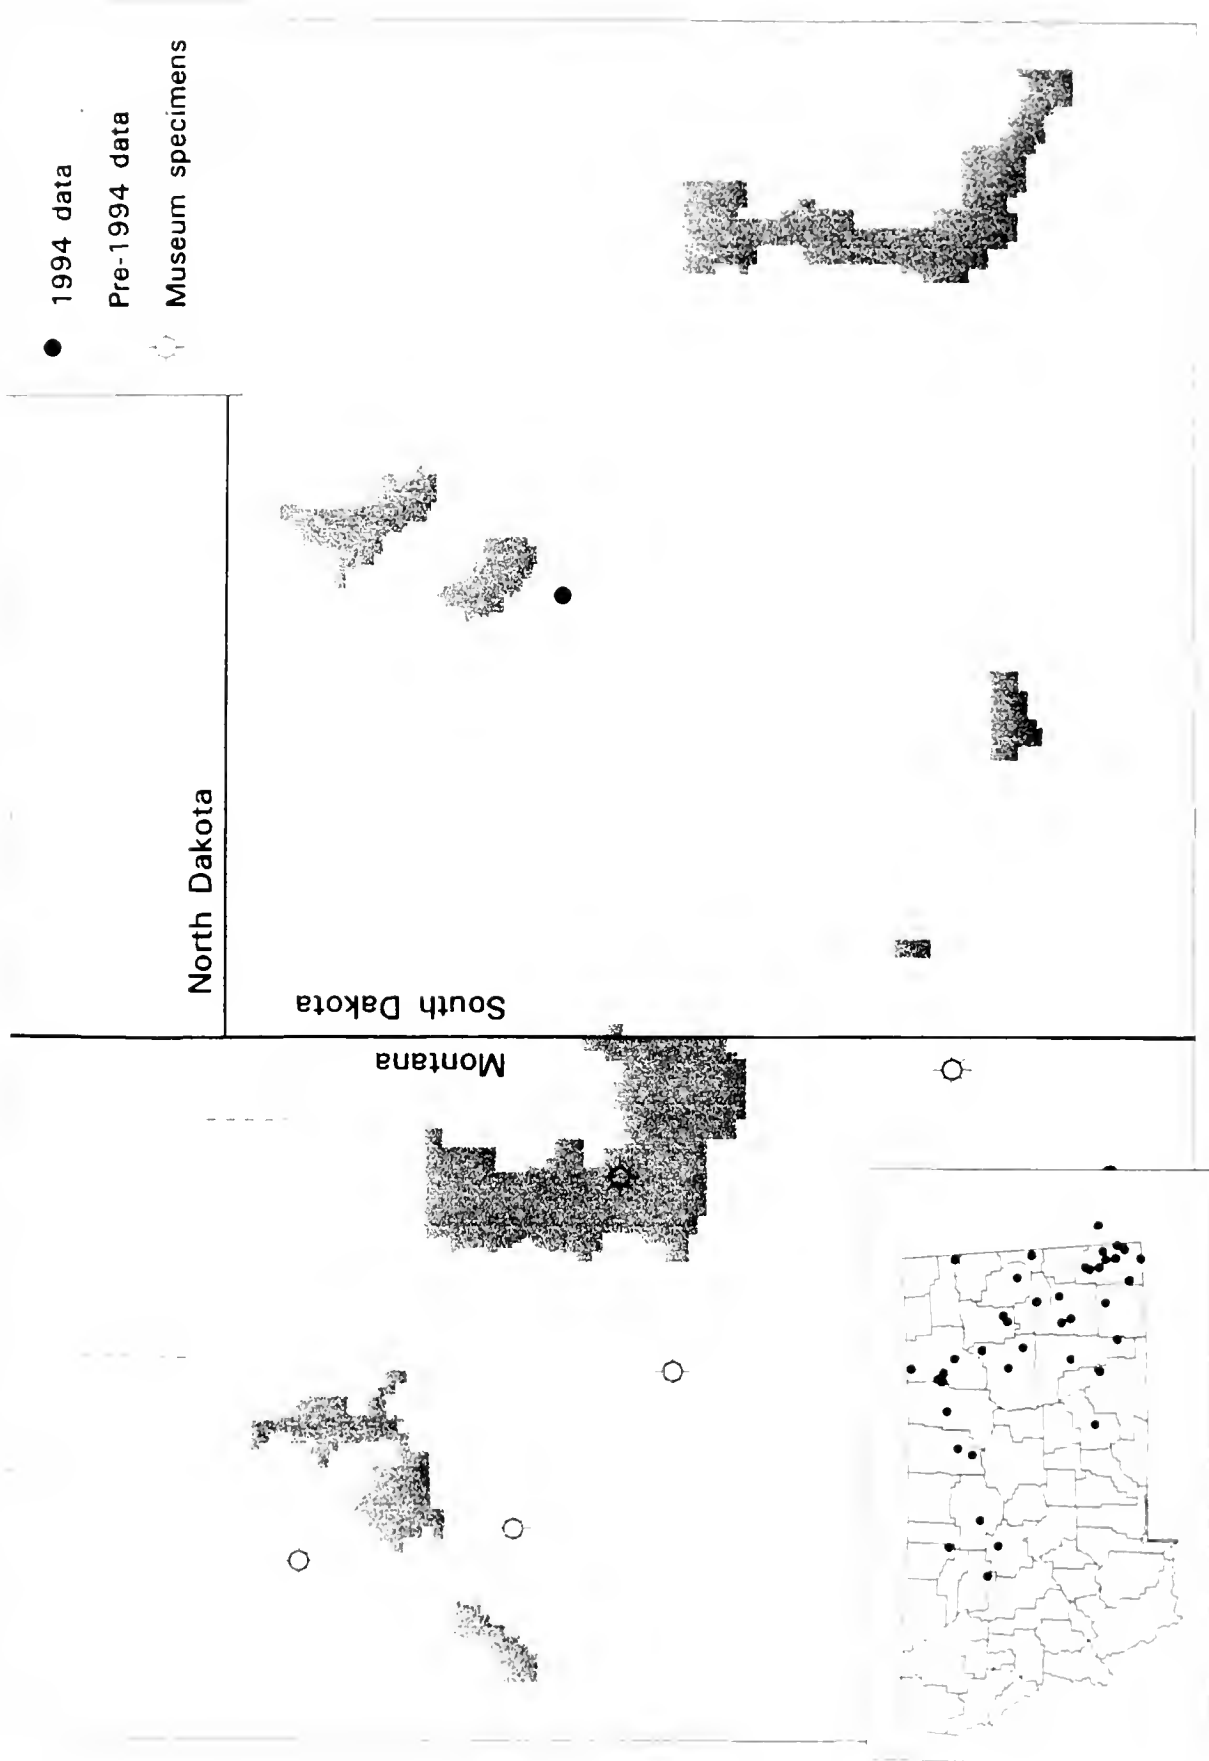 1994 data
Pre-1994 data
Museum specimens
North Dakota
South Dakota
Montana